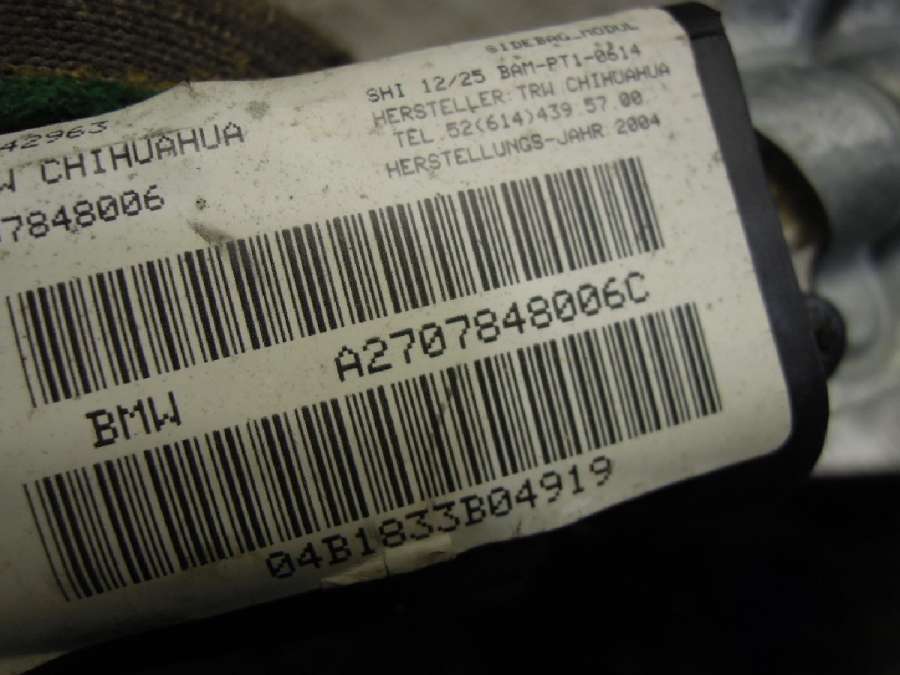 SIDEBAG_MODUL
SHI 12/25 BAM-PT1-0614
HERSTELLER:TRW CHIHUAHUA
TEL.52(614)439.57.00
HERSTELLUNGS-JAHR 2004
42963
W CHIHUAHUA
7848006
A2707848006C
BMW
04B1833B04919